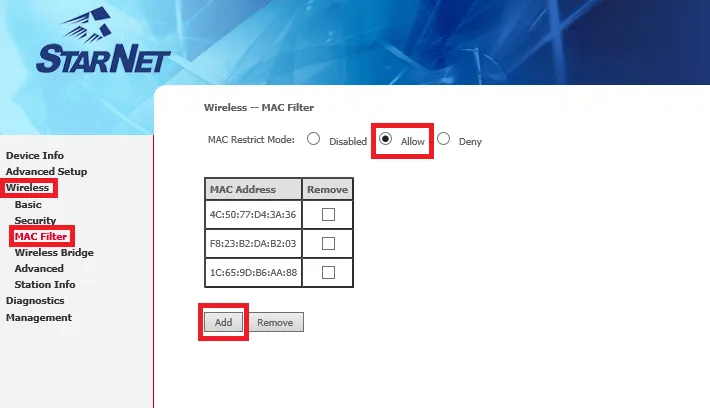 STARNET
Wireless -- MAC Filter
MAC Restrict Mode: Disabled Allow Deny
Device Info
Advanced Setup
Wireless
Basic
Security
MAC Filter
Wireless Bridge
Advanced
Station Info
Diagnostics
Management
MAC Address Remove
4C:50:77:D4:3A:36
F8:23:B2:DA:B2:03
1C:65:9D:B6:AA:88
Add Remove